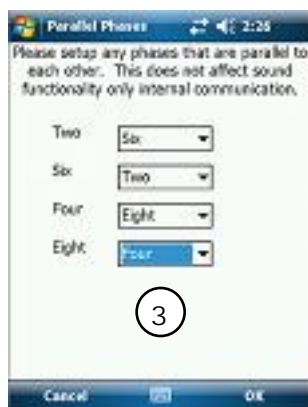 Parallel Phases 2:26
Please setup any phases that are parallel to
each other. This does not affect sound
functionality only internal communication.
Two Six
Six Two
Four Eight
Eight Four
3
Cancel OK